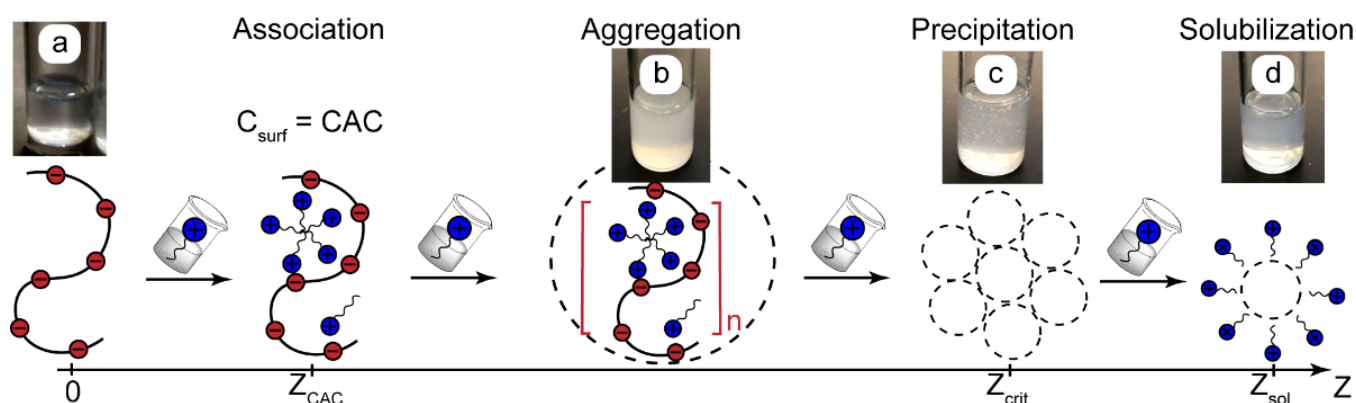 Association
Aggregation
Precipitation
Solubilization
a
b
c
d
C_surf = CAC
n
0
Z_CAC
Z_crit
Z_sol
Z